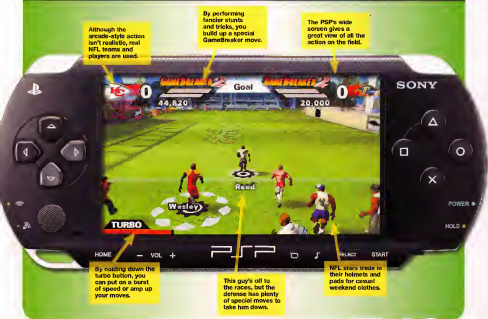 Although the
arcade-style action
isn't realistic, real
NFL teams and
players are used.
By performing
fancier stunts
and tricks, you
build up a special
GameBreaker move.
The PSP's wide
screen gives a
great view of all the
action on the field.
SONY
0
GAMEBREAKER 2
Goal
GAMEBREAKER 2
0
44,820
20,000
Reed
Wesley
TURBO
POWER
HOLD
HOME
– VOL +
PSP
SELECT
START
By holding down the
turbo button, you
can put on a burst
of speed or amp up
your moves.
This guy's off to
the races, but the
defense has plenty
of special moves to
take him down.
NFL stars trade in
their helmets and
pads for casual
weekend clothes.